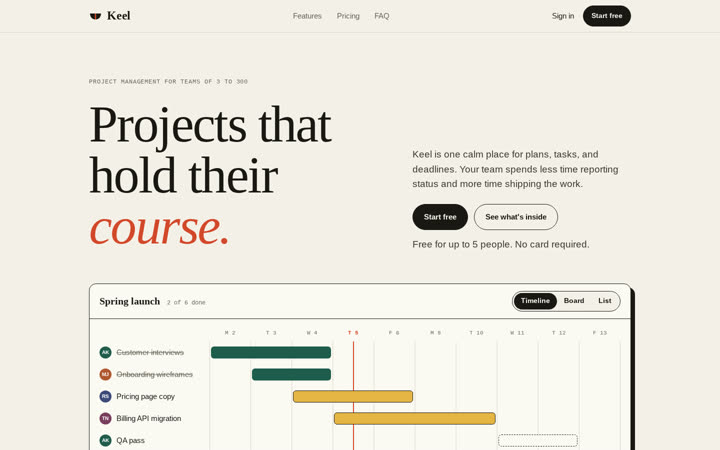 Keel
Features Pricing FAQ
Sign in
Start free
PROJECT MANAGEMENT FOR TEAMS OF 3 TO 300
Projects that
hold their
course.
Keel is one calm place for plans, tasks, and
deadlines. Your team spends less time reporting
status and more time shipping the work.
Start free
See what's inside
Free for up to 5 people. No card required.
Spring launch 2 of 6 done
Timeline Board List
M 2 T 3 W 4 T 5 F 6 M 9 T 10 W 11 T 12 F 13
AK Customer interviews
MJ Onboarding wireframes
RS Pricing page copy
TN Billing API migration
AK QA pass